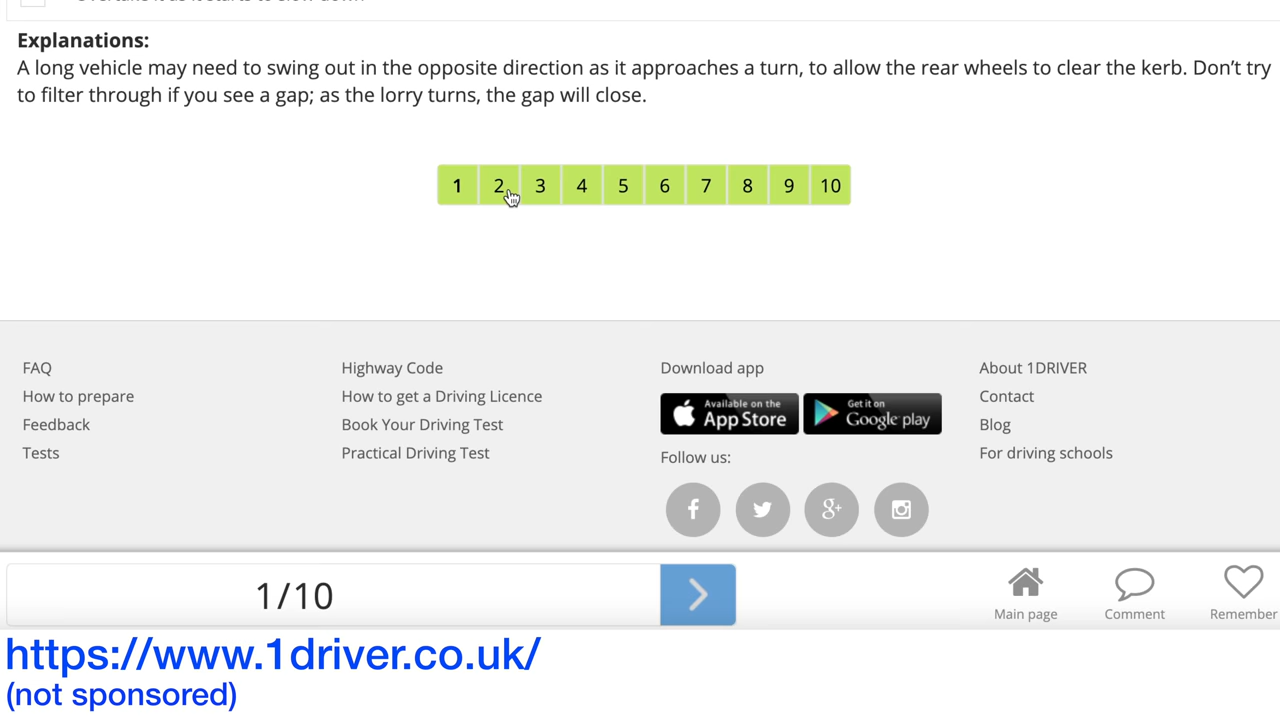 Explanations:
A long vehicle may need to swing out in the opposite direction as it approaches a turn, to allow the rear wheels to clear the kerb. Don't try
to filter through if you see a gap; as the lorry turns, the gap will close.
1 2 3 4 5 6 7 8 9 10
FAQ
How to prepare
Feedback
Tests
Highway Code
How to get a Driving Licence
Book Your Driving Test
Practical Driving Test
Download app
Available on the
App Store
Get it on
Google play
Follow us:
About 1DRIVER
Contact
Blog
For driving schools
1/10
Main page
Comment
Remember
https://www.1driver.co.uk/
(not sponsored)